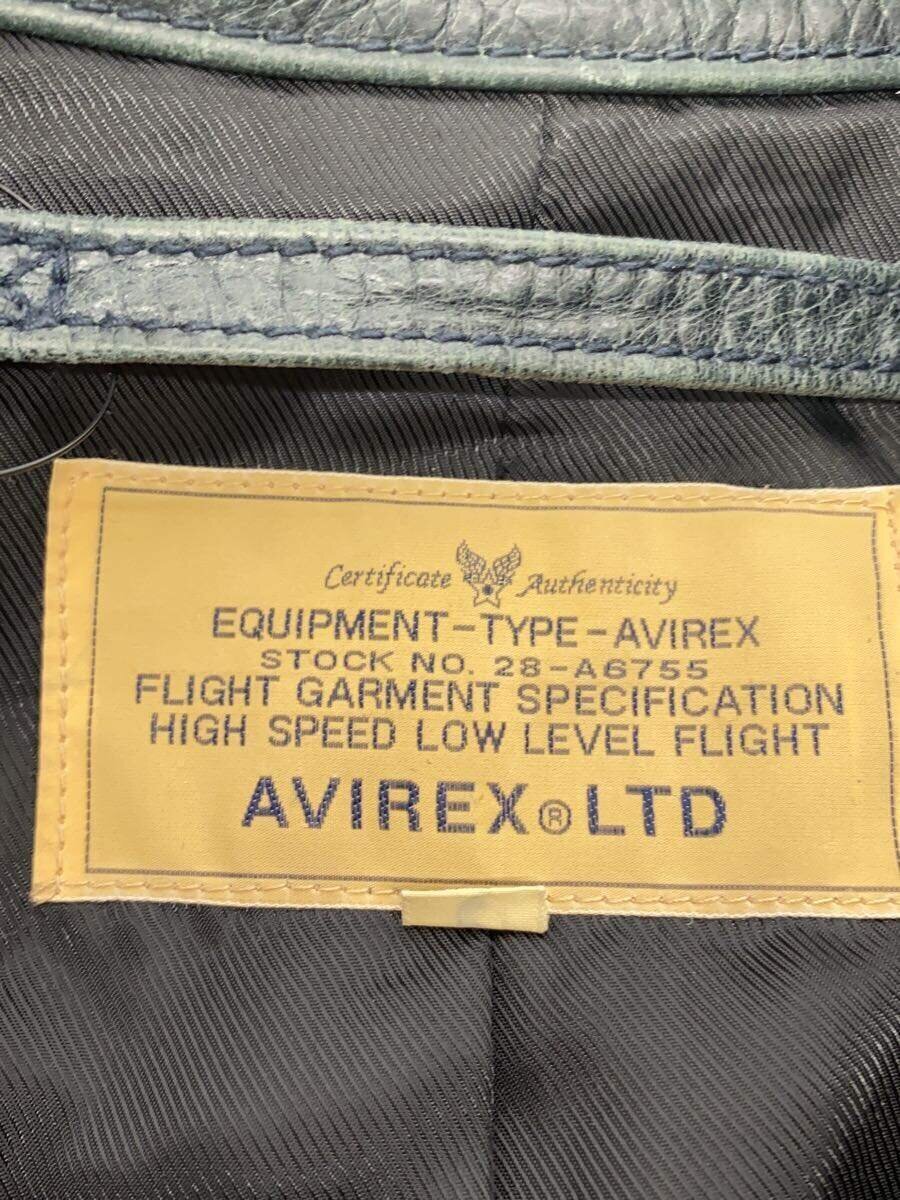 Certificate Authenticity
EQUIPMENT-TYPE-AVIREX
STOCK NO. 28-A6755
FLIGHT GARMENT SPECIFICATION
HIGH SPEED LOW LEVEL FLIGHT
AVIREX®LTD